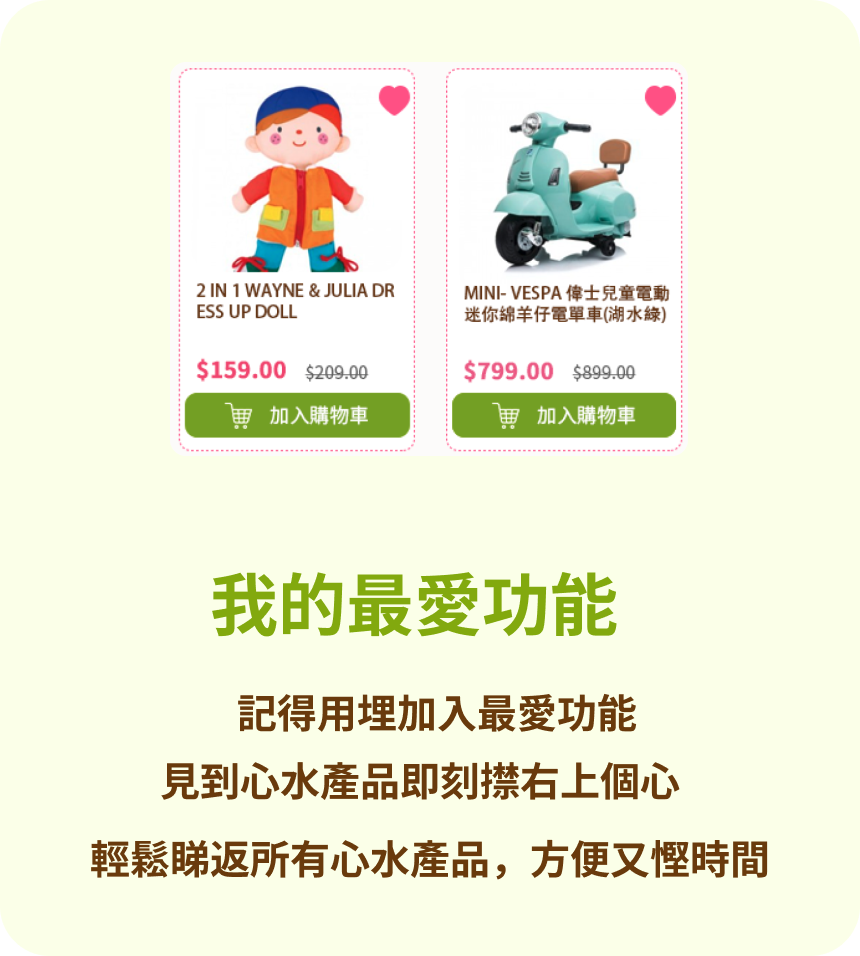 2 IN 1 WAYNE & JULIA DR
ESS UP DOLL
$159.00 $209.00
加入購物車
MINI- VESPA 偉士兒童電動
迷你綿羊仔電單車(湖水綠)
$799.00 $899.00
加入購物車
我的最愛功能
記得用埋加入最愛功能
見到心水產品即刻㩒右上個心
輕鬆睇返所有心水產品，方便又慳時間